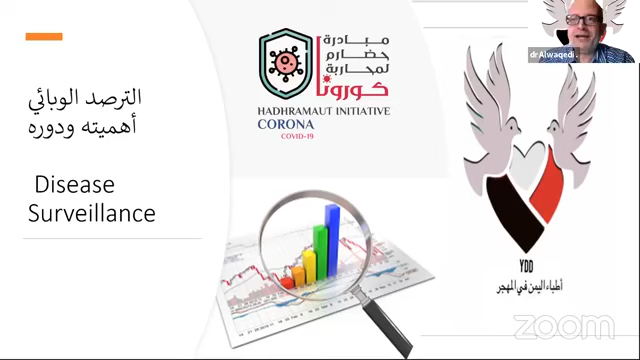 dr Alwaqedi
مبادرة
حضارم
لمحاربة
كورونا
HADHRAMAUT INITIATIVE
CORONA
COVID-19
الترصد الوبائي
أهميته ودوره
Disease
Surveillance
YDD
أطباء اليمن في المهجر
zoom